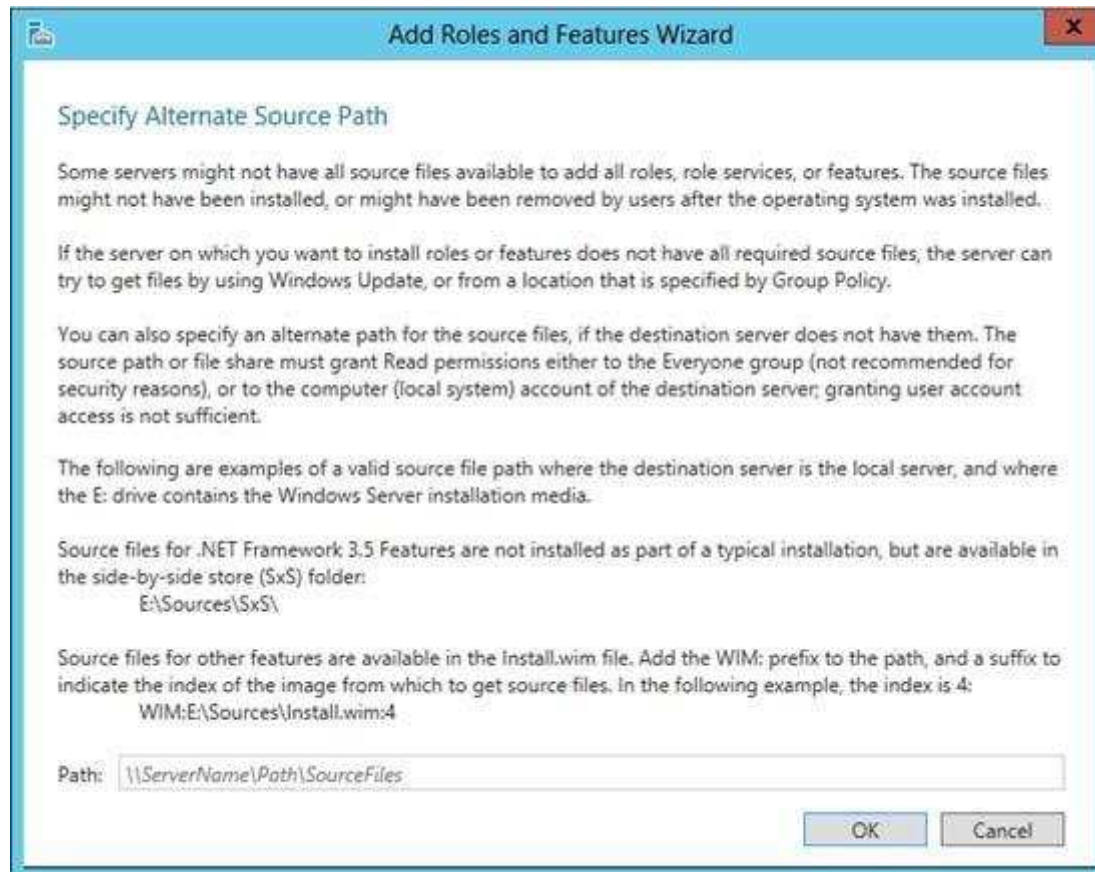 Add Roles and Features Wizard
x
Specify Alternate Source Path
Some servers might not have all source files available to add all roles, role services, or features. The source files
might not have been installed, or might have been removed by users after the operating system was installed.
If the server on which you want to install roles or features does not have all required source files, the server can
try to get files by using Windows Update, or from a location that is specified by Group Policy.
You can also specify an alternate path for the source files, if the destination server does not have them. The
source path or file share must grant Read permissions either to the Everyone group (not recommended for
security reasons), or to the computer (local system) account of the destination server; granting user account
access is not sufficient.
The following are examples of a valid source file path where the destination server is the local server, and where
the E: drive contains the Windows Server installation media.
Source files for .NET Framework 3.5 Features are not installed as part of a typical installation, but are available in
the side-by-side store (SxS) folder:
E:\Sources\SxS\
Source files for other features are available in the Install.wim file. Add the WIM: prefix to the path, and a suffix to
indicate the index of the image from which to get source files. In the following example, the index is 4:
WIM:E:\Sources\Install.wim:4
Path: \\ServerName\Path\SourceFiles
OK Cancel